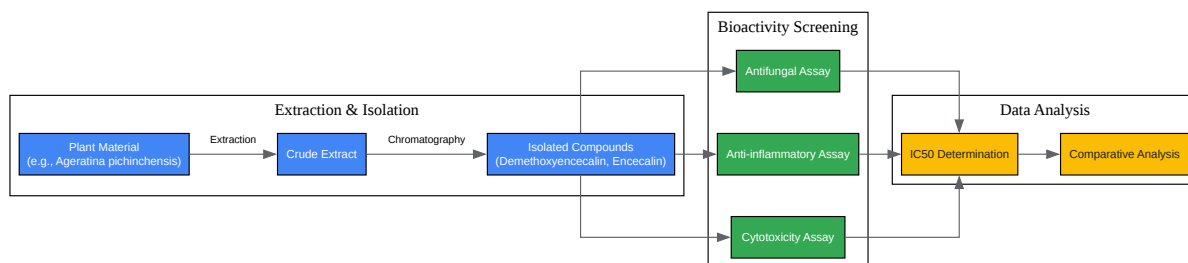 Bioactivity Screening
Antifungal Assay
Extraction & Isolation
Data Analysis
Plant Material
(e.g., Ageratina pichinchensis)
Extraction
Crude Extract
Chromatography
Isolated Compounds
(Demethoxyencecalin, Encecalin)
Anti-inflammatory Assay
IC50 Determination
Comparative Analysis
Cytotoxicity Assay